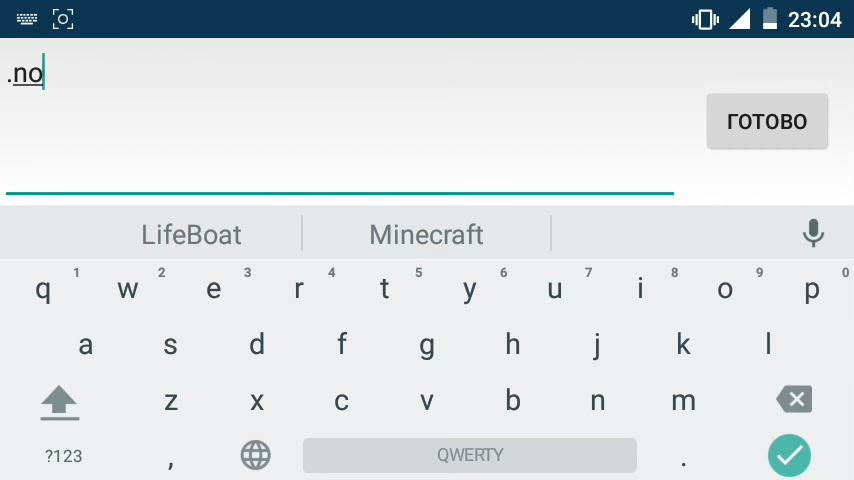 23:04
.no
ГОТОВО
LifeBoat Minecraft
q 1 w 2 e 3 r 4 t 5 y 6 u 7 i 8 o 9 p 0
a s d f g h j k l
z x c v b n m
?123 , QWERTY .